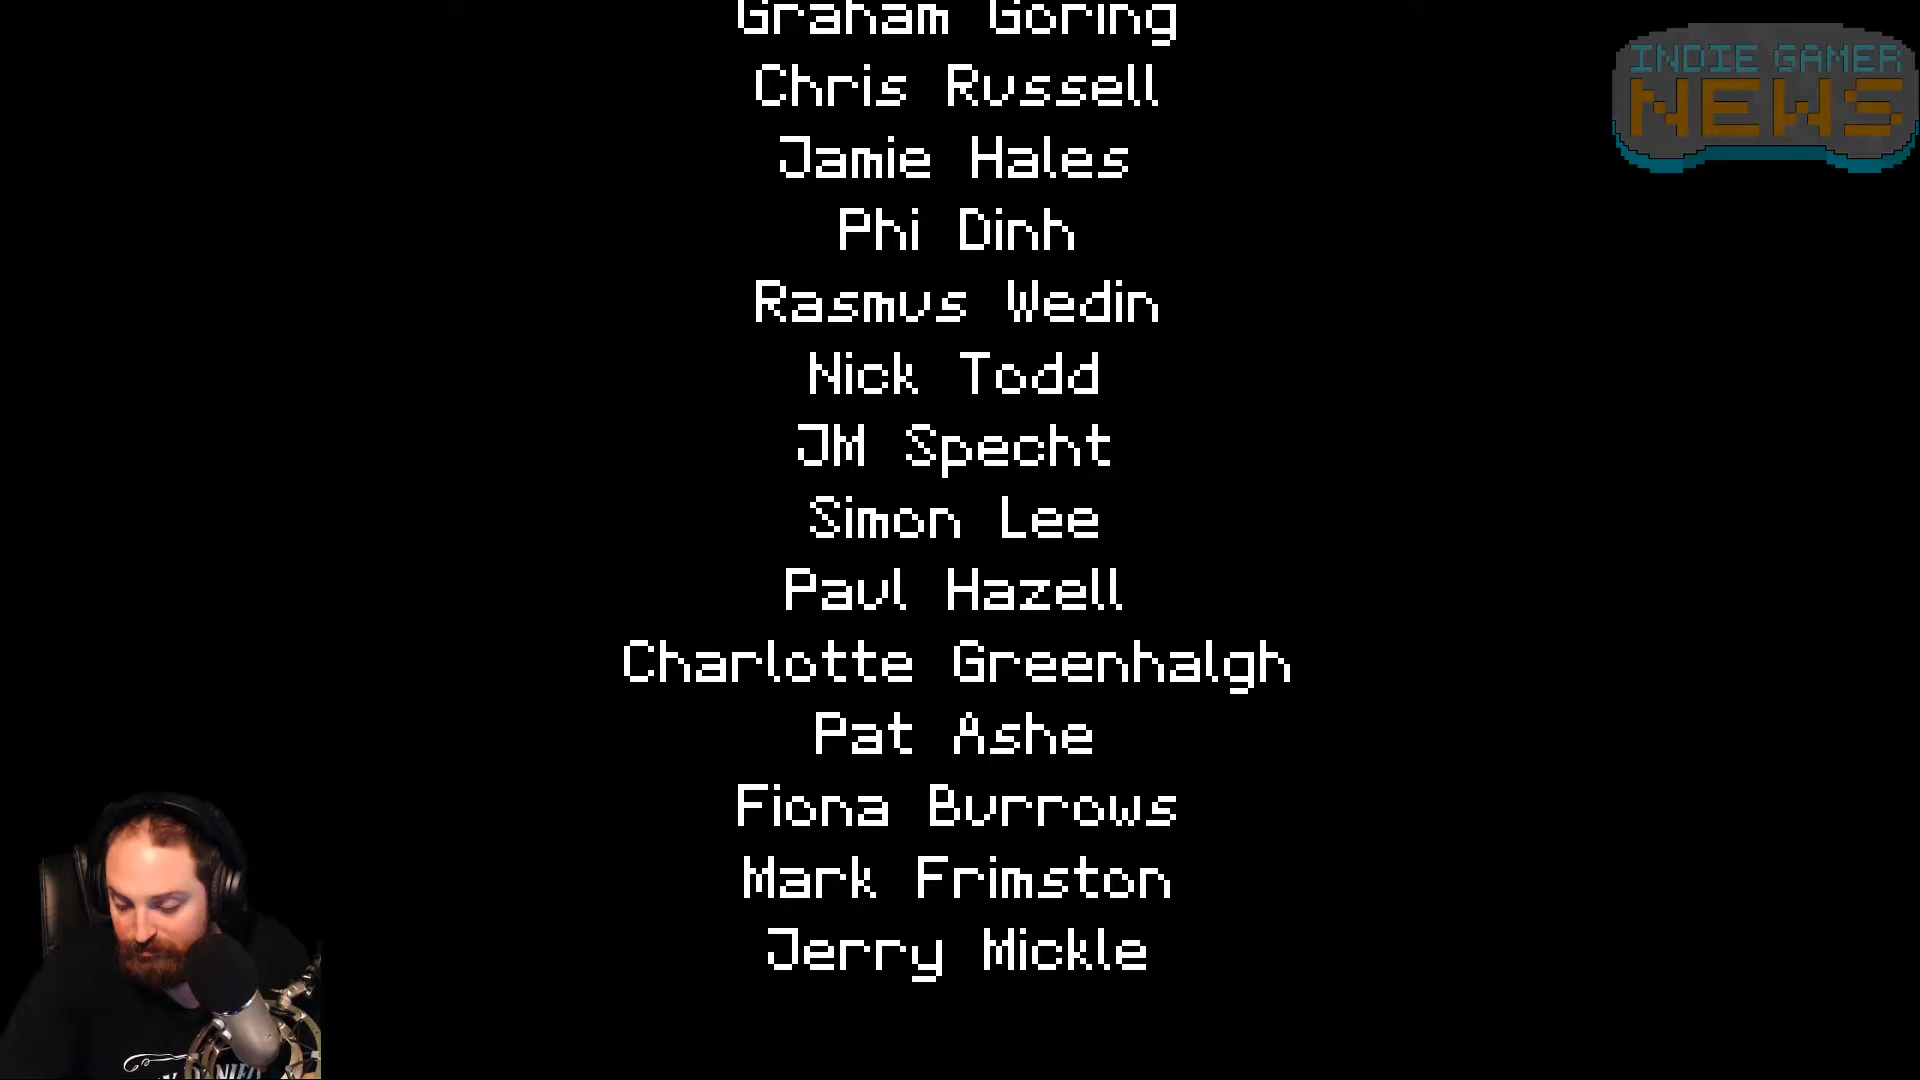 Graham Goring
INDIE GAMER
NEWS
Chris Russell
Jamie Hales
Phi Dinh
Rasmus Wedin
Nick Todd
JM Specht
Simon Lee
Paul Hazell
Charlotte Greenhalgh
Pat Ashe
Fiona Burrows
Mark Frimston
Jerry Mickle